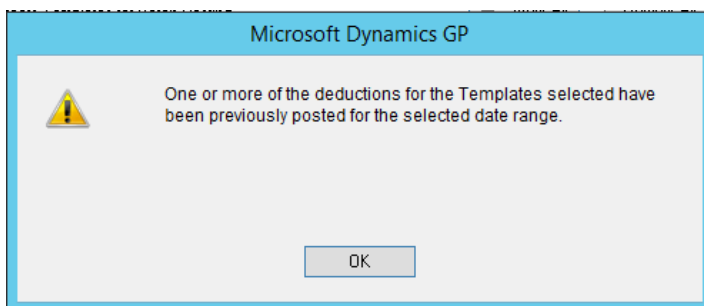 Microsoft Dynamics GP
One or more of the deductions for the Templates selected have
been previously posted for the selected date range.
OK